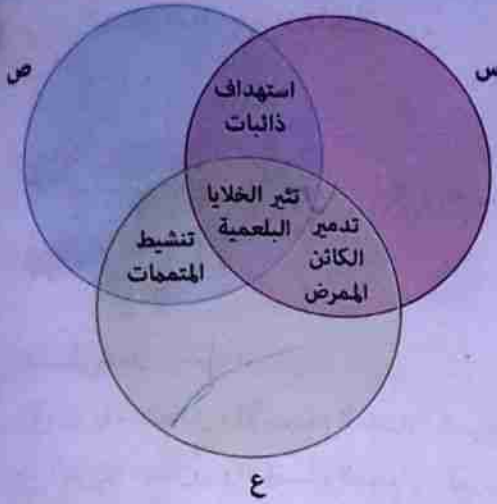 ص
س
استهداف
ذائبات
تثير الخلايا
البلعمية
تدمير
الكائن
الممرض
تنشيط
المتممات
ع